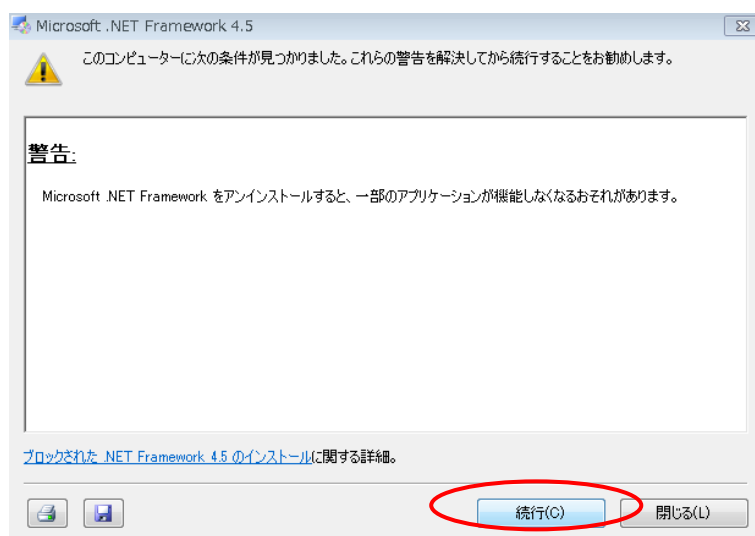 Microsoft .NET Framework 4.5
このコンピューターに次の条件が見つかりました。これらの警告を解決してから続行することをお勧めします。
警告:
Microsoft .NET Framework をアンインストールすると、一部のアプリケーションが機能しなくなるおそれがあります。
ブロックされた .NET Framework 4.5 のインストールに関する詳細。
続行(C)
閉じる(L)